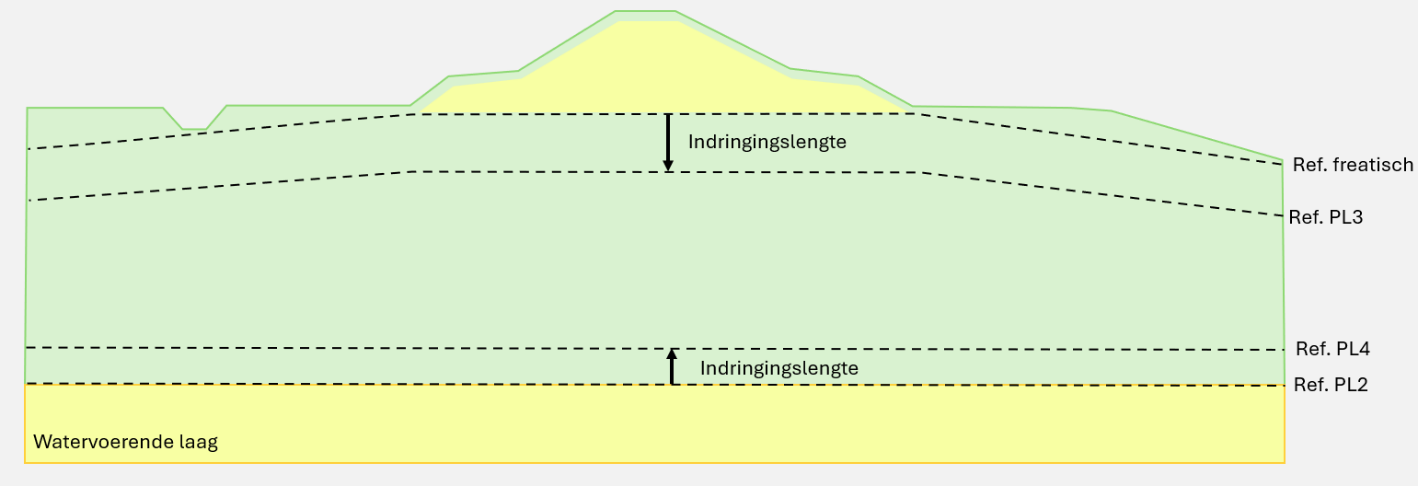 Indringingslengte
Ref. freatisch
Ref. PL3
Ref. PL4
Indringingslengte
Ref. PL2
Watervoerende laag